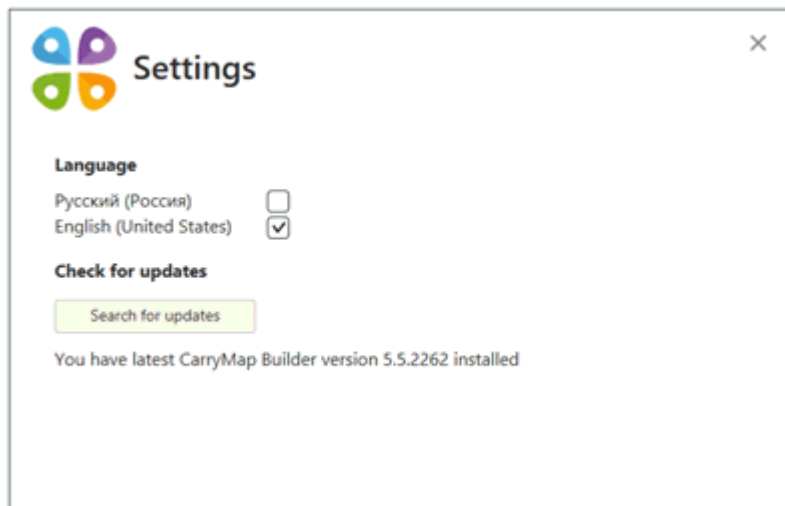 Settings
Language
Русский (Россия)
English (United States)
Check for updates
Search for updates
You have latest CarryMap Builder version 5.5.2262 installed